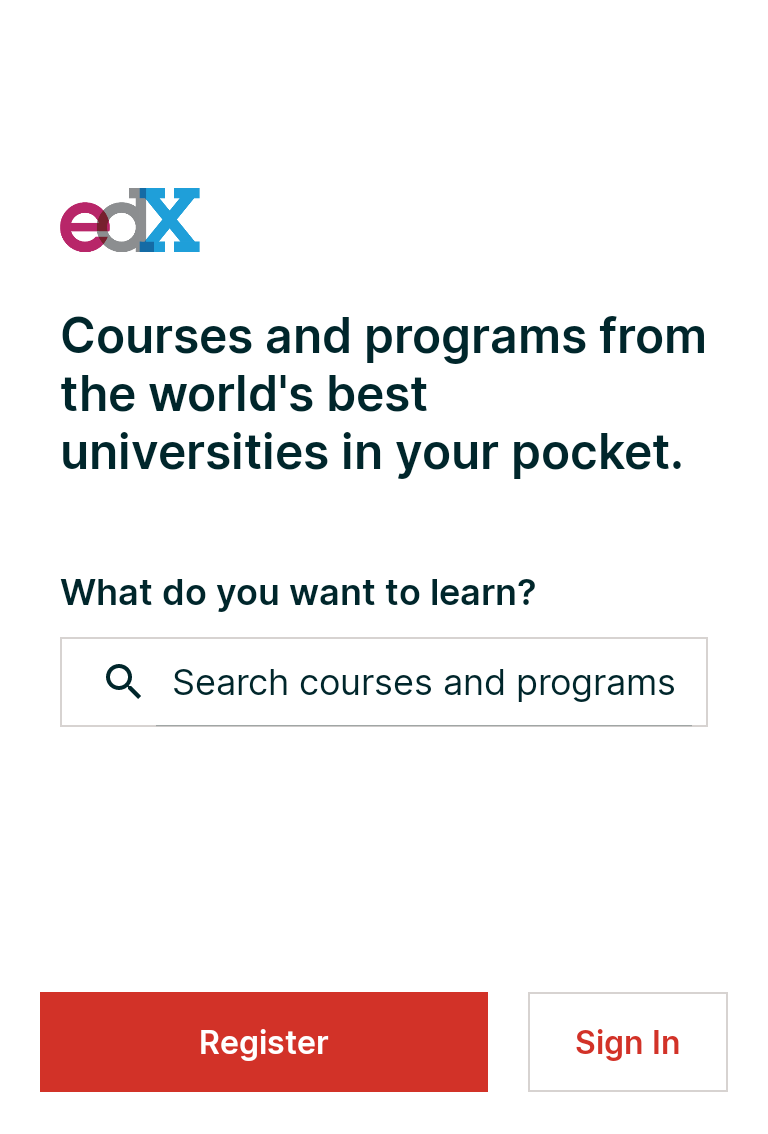 edX
Courses and programs from
the world's best
universities in your pocket.
What do you want to learn?
Search courses and programs
Register
Sign In